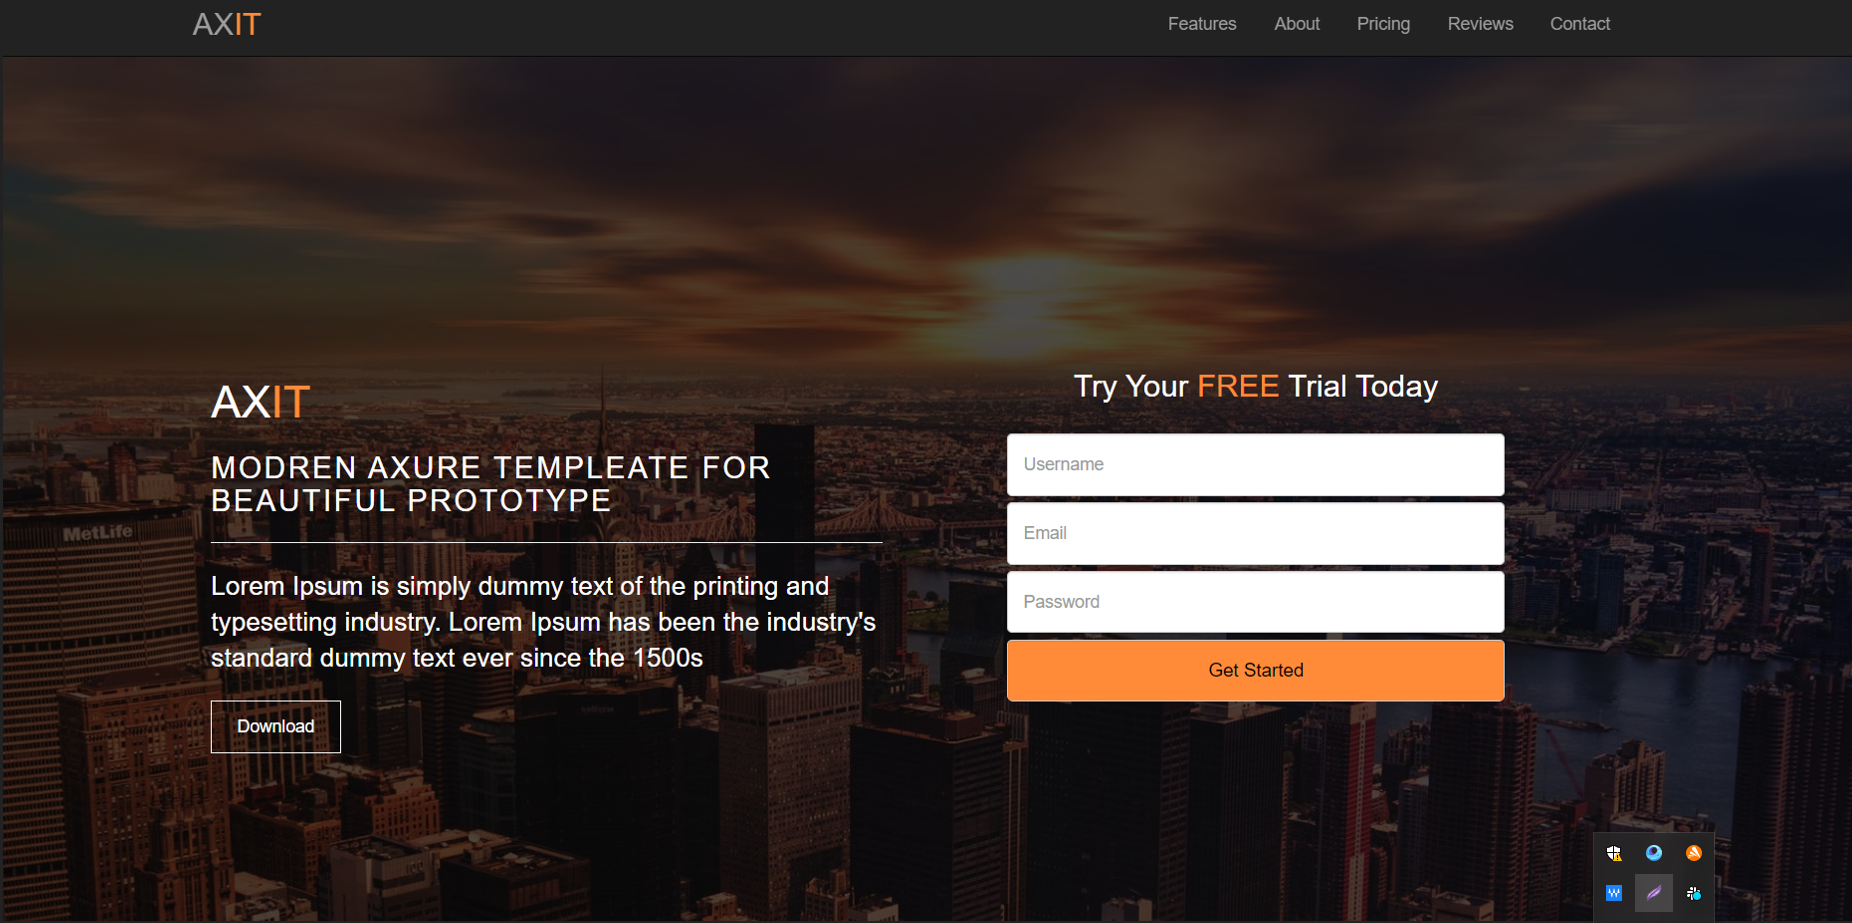 AXIT
Features About Pricing Reviews Contact
AXIT
MODREN AXURE TEMPLEATE FOR
BEAUTIFUL PROTOTYPE
Lorem Ipsum is simply dummy text of the printing and
typesetting industry. Lorem Ipsum has been the industry's
standard dummy text ever since the 1500s
Download
Try Your FREE Trial Today
Username
Email
Password
Get Started
MetLife